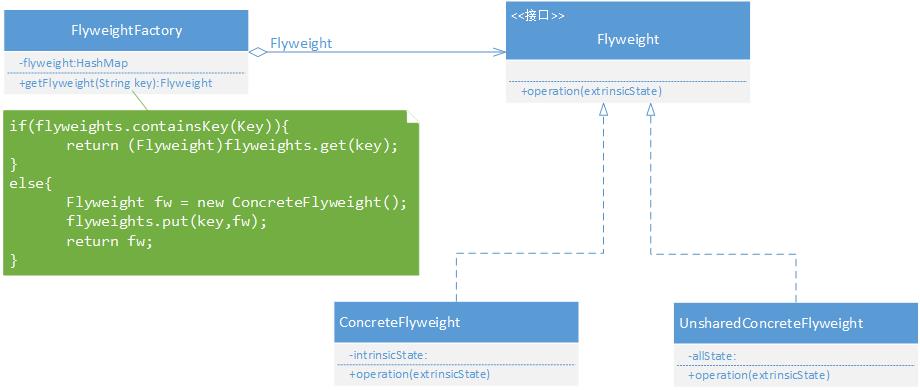 FlyweightFactory
-flyweight:HashMap
+getFlyweight(String key):Flyweight
Flyweight
<<接口>>
Flyweight
+operation(extrinsicState)
if(flyweights.containsKey(Key)){
return (Flyweight)flyweights.get(key);
}
else{
Flyweight fw = new ConcreteFlyweight();
flyweights.put(key,fw);
return fw;
}
ConcreteFlyweight
-intrinsicState:
+operation(extrinsicState)
UnsharedConcreteFlyweight
-allState:
+operation(extrinsicState)